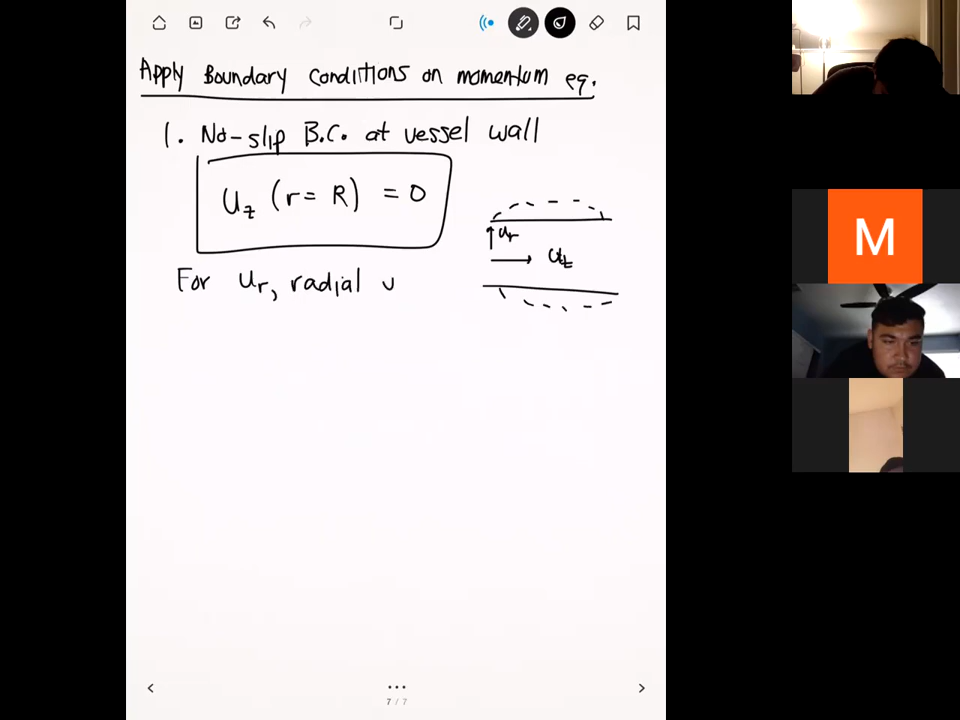 Apply Boundary Conditions on momentum eq.
1. No-slip B.C. at vessel wall
Uz (r = R) = 0
ur
uz
For ur, radial v
7 / 7
M